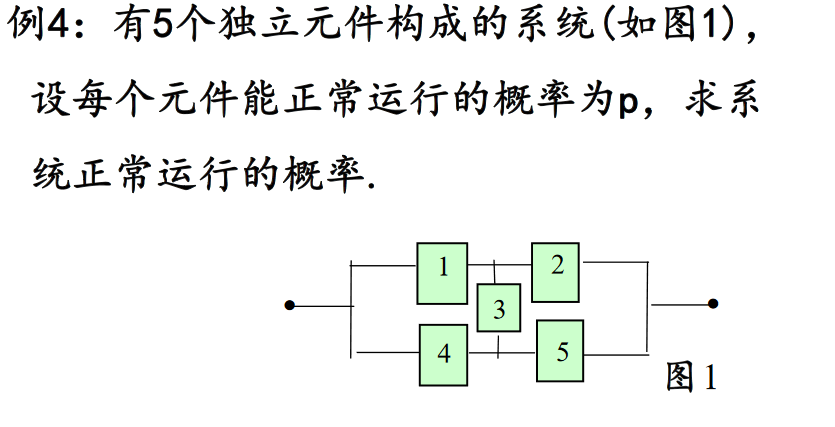 例4：有5个独立元件构成的系统(如图1)，
设每个元件能正常运行的概率为p，求系
统正常运行的概率.
1
2
3
4
5
图1